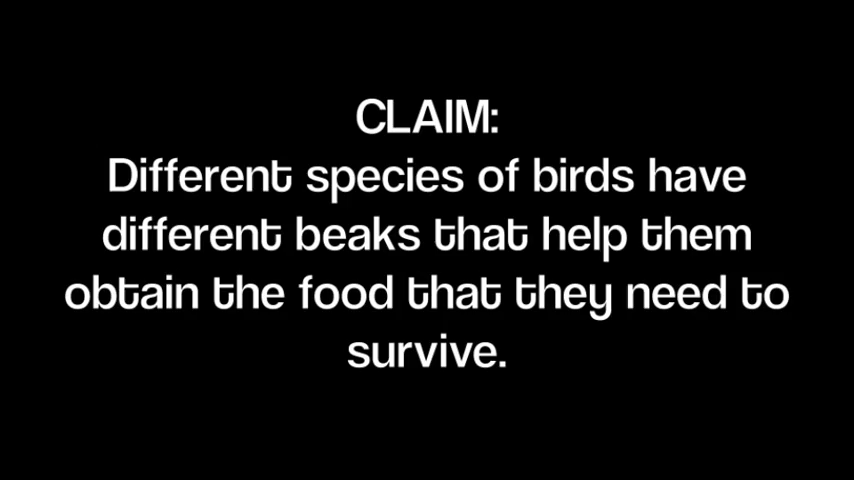 CLAIM:
Different species of birds have
different beaks that help them
obtain the food that they need to
survive.